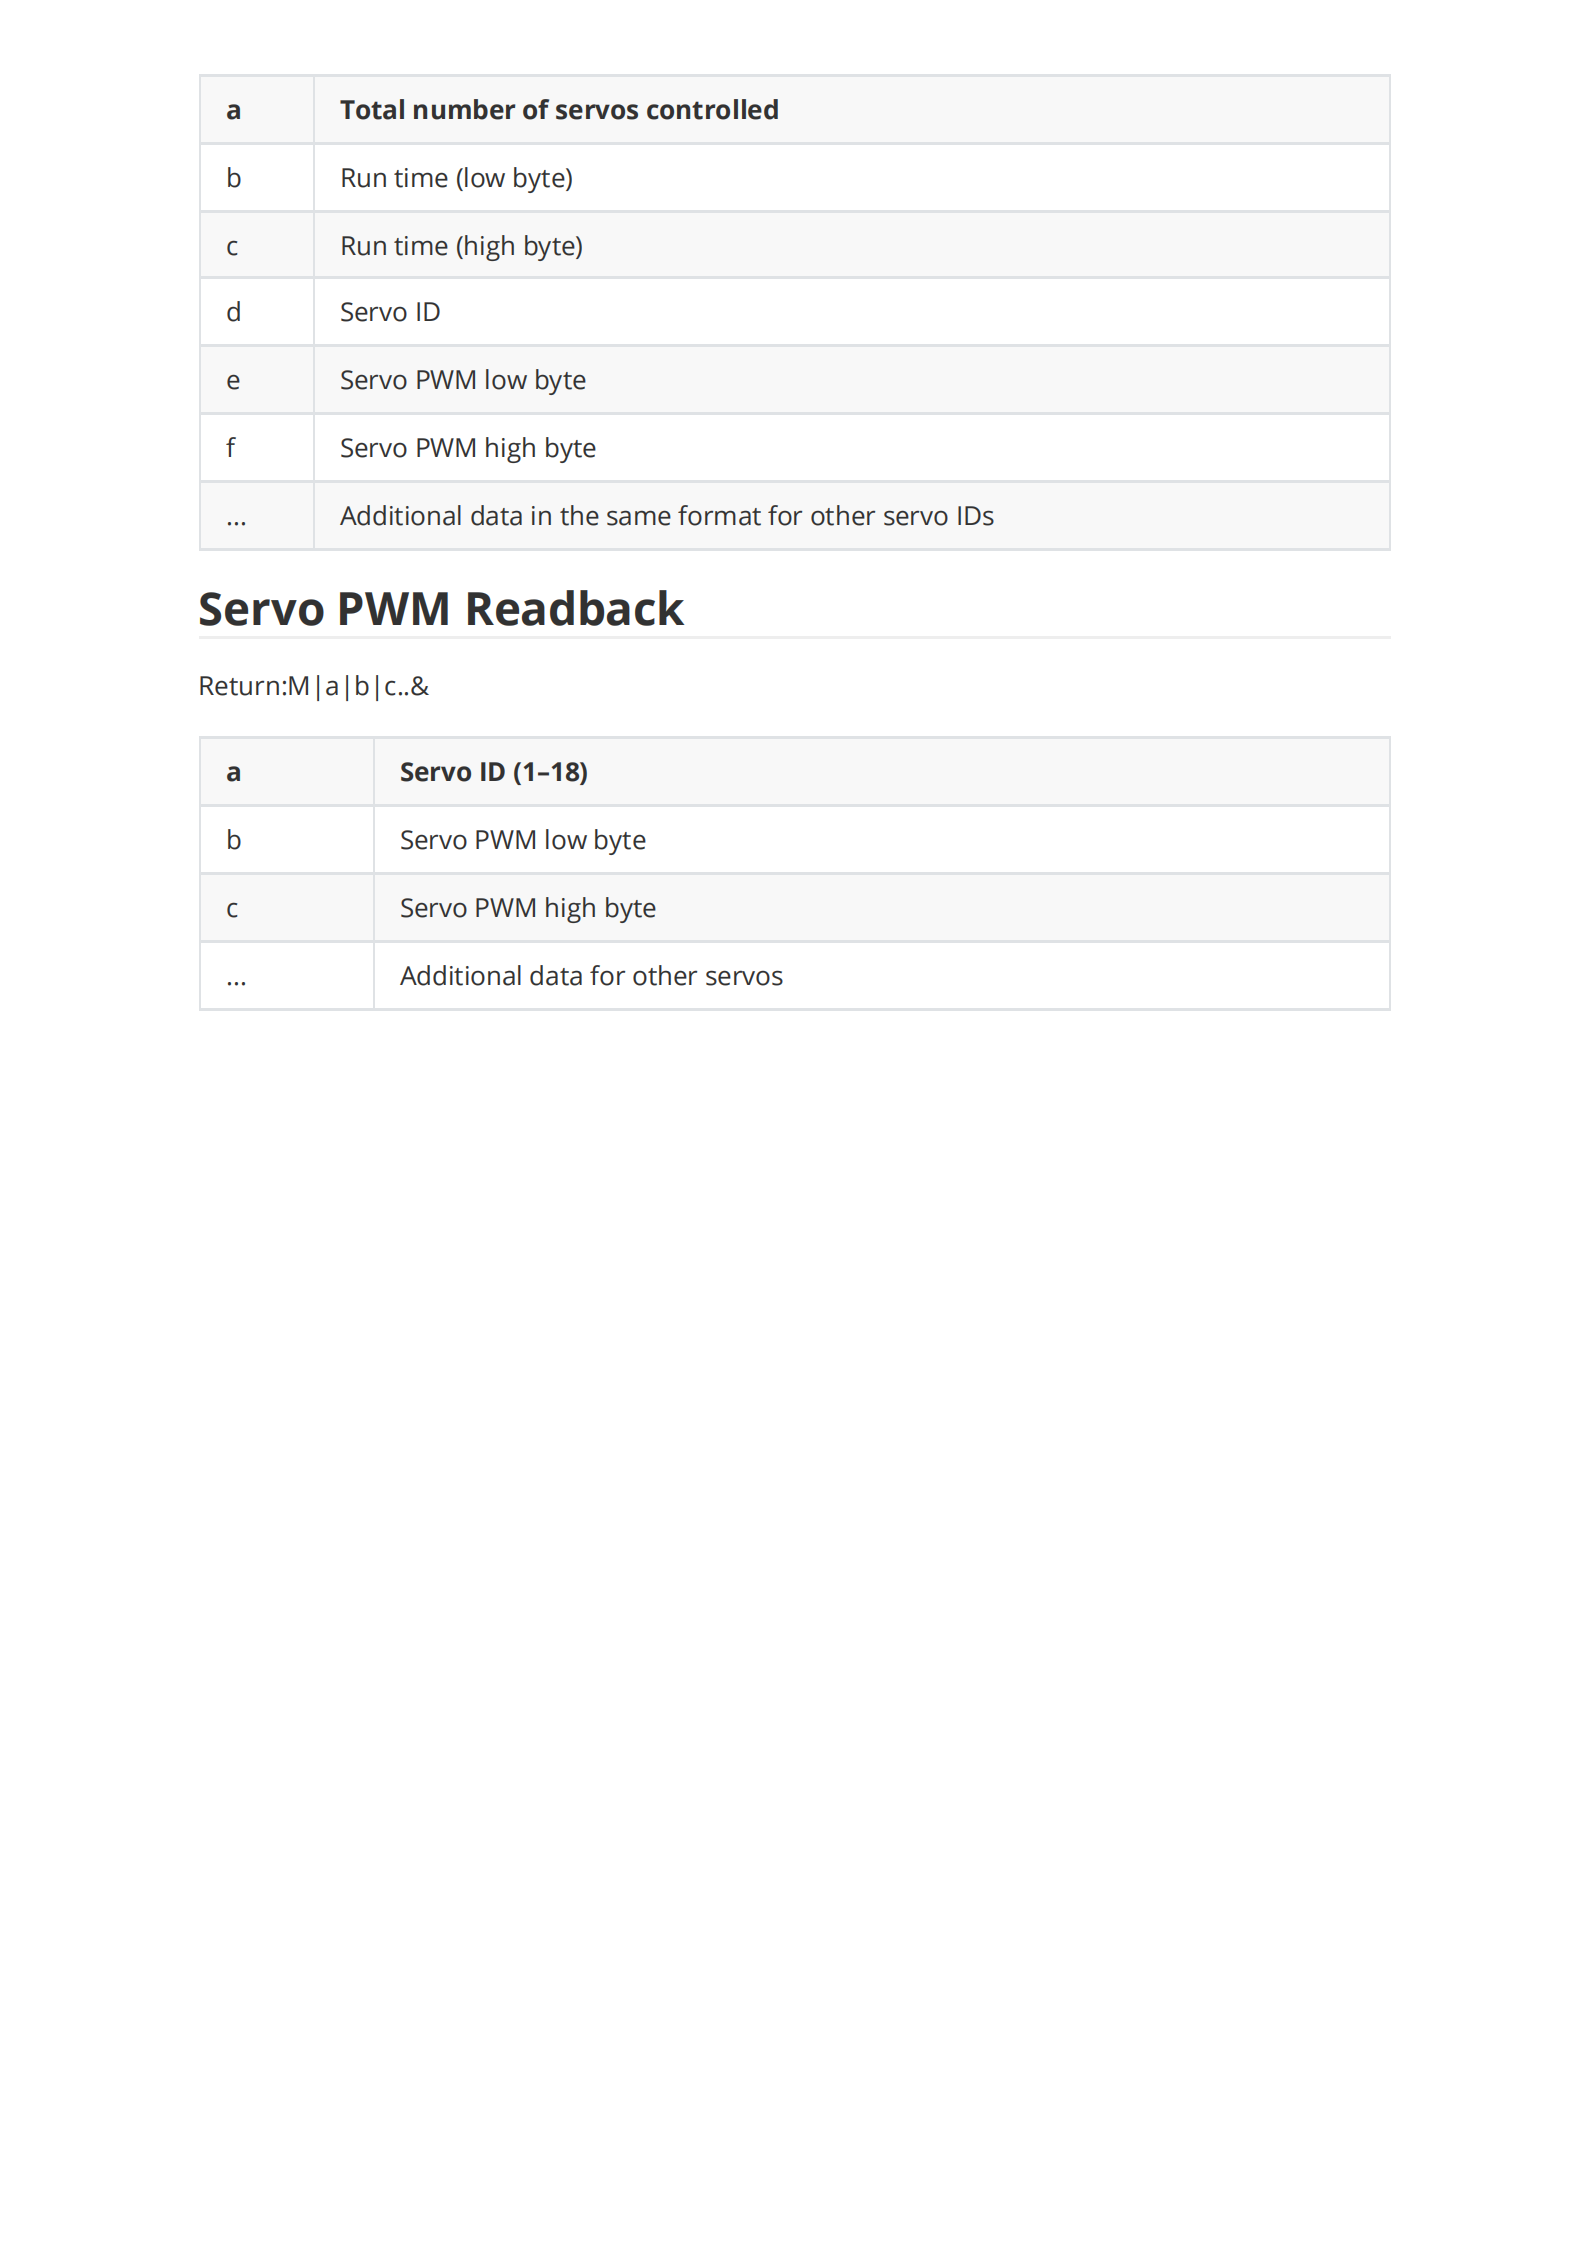 a Total number of servos controlled
b Run time (low byte)
c Run time (high byte)
d Servo ID
e Servo PWM low byte
f Servo PWM high byte
... Additional data in the same format for other servo IDs
Servo PWM Readback
Return:M|a|b|c..&
a Servo ID (1–18)
b Servo PWM low byte
c Servo PWM high byte
... Additional data for other servos